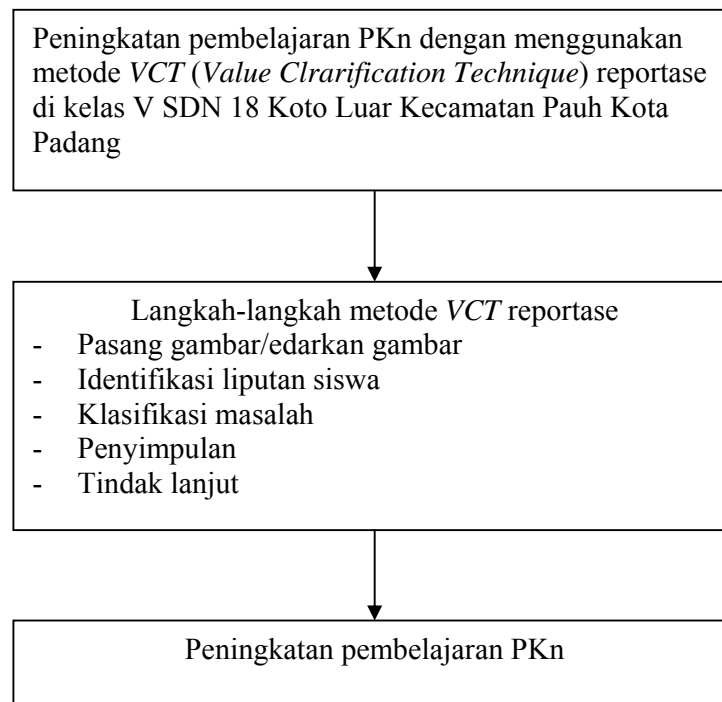 Peningkatan pembelajaran PKn dengan menggunakan
metode VCT (Value Clrarification Technique) reportase
di kelas V SDN 18 Koto Luar Kecamatan Pauh Kota
Padang
Langkah-langkah metode VCT reportase
- Pasang gambar/edarkan gambar
- Identifikasi liputan siswa
- Klasifikasi masalah
- Penyimpulan
- Tindak lanjut
Peningkatan pembelajaran PKn